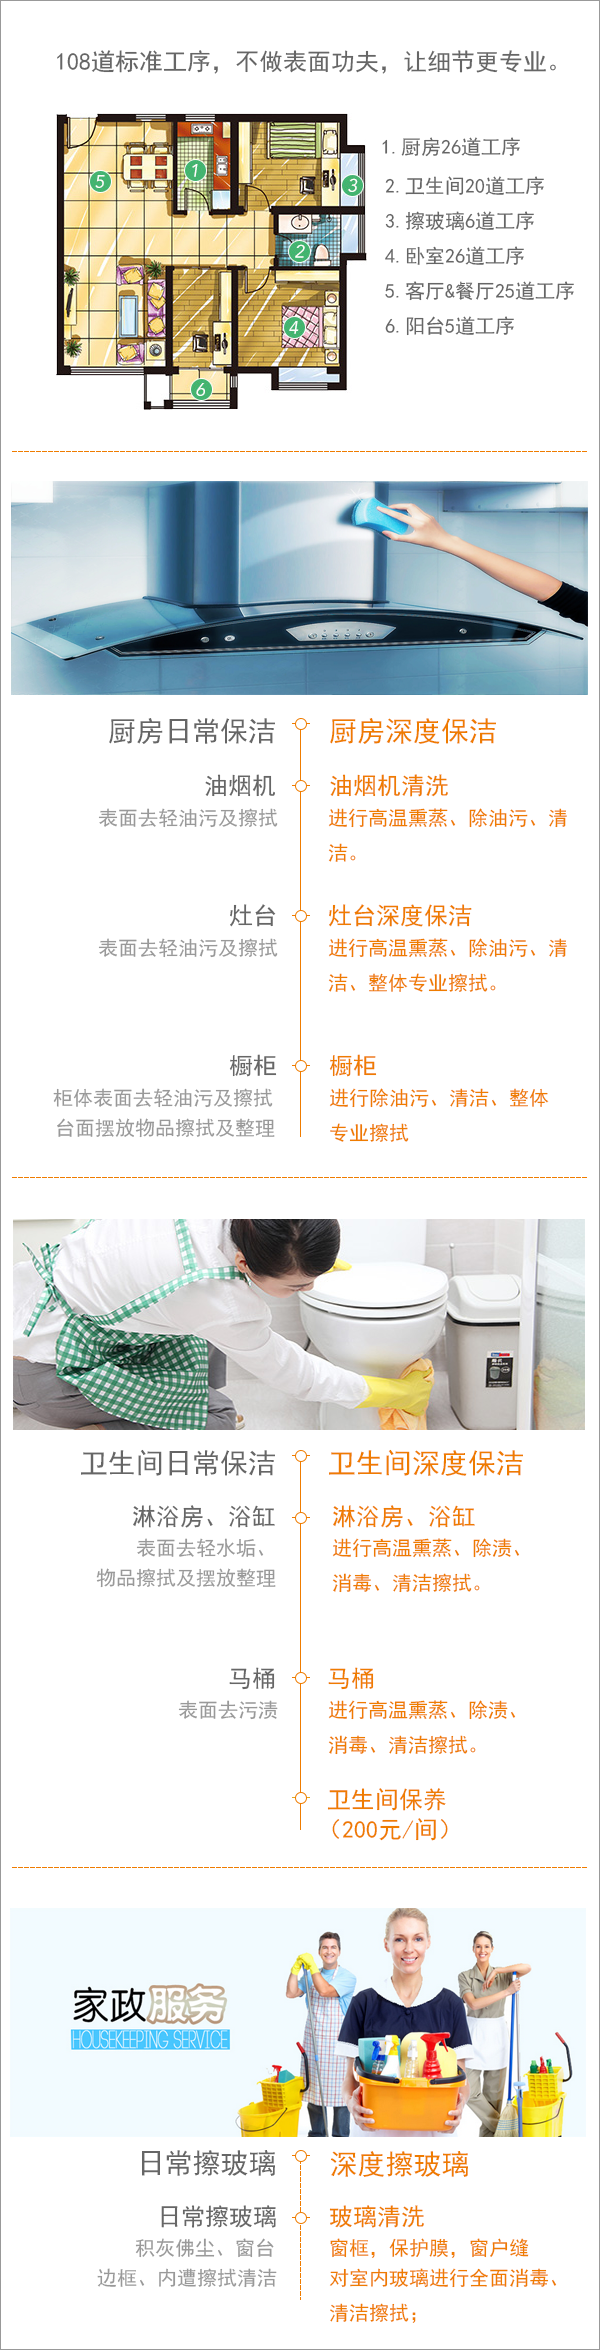 108道标准工序，不做表面功夫，让细节更专业。
1. 厨房26道工序
2. 卫生间20道工序
3. 擦玻璃6道工序
4. 卧室26道工序
5. 客厅&餐厅25道工序
6. 阳台5道工序
1
2
3
4
5
6
厨房日常保洁
厨房深度保洁
油烟机
油烟机清洗
表面去轻油污及擦拭
进行高温熏蒸、除油污、清
洁。
灶台
灶台深度保洁
表面去轻油污及擦拭
进行高温熏蒸、除油污、清
洁、整体专业擦拭。
橱柜
橱柜
柜体表面去轻油污及擦拭
进行除油污、清洁、整体
台面摆放物品擦拭及整理
专业擦拭
卫生间日常保洁
卫生间深度保洁
淋浴房、浴缸
淋浴房、浴缸
表面去轻水垢、
进行高温熏蒸、除渍、
物品擦拭及摆放整理
消毒、清洁擦拭。
马桶
马桶
表面去污渍
进行高温熏蒸、除渍、
消毒、清洁擦拭。
卫生间保养
（200元/间）
家政服务
HOUSEKEEPING SERVICE
日常擦玻璃
深度擦玻璃
日常擦玻璃
玻璃清洗
积灰佛尘、窗台
窗框，保护膜，窗户缝
边框、内遭擦拭清洁
对室内玻璃进行全面消毒、
清洁擦拭；